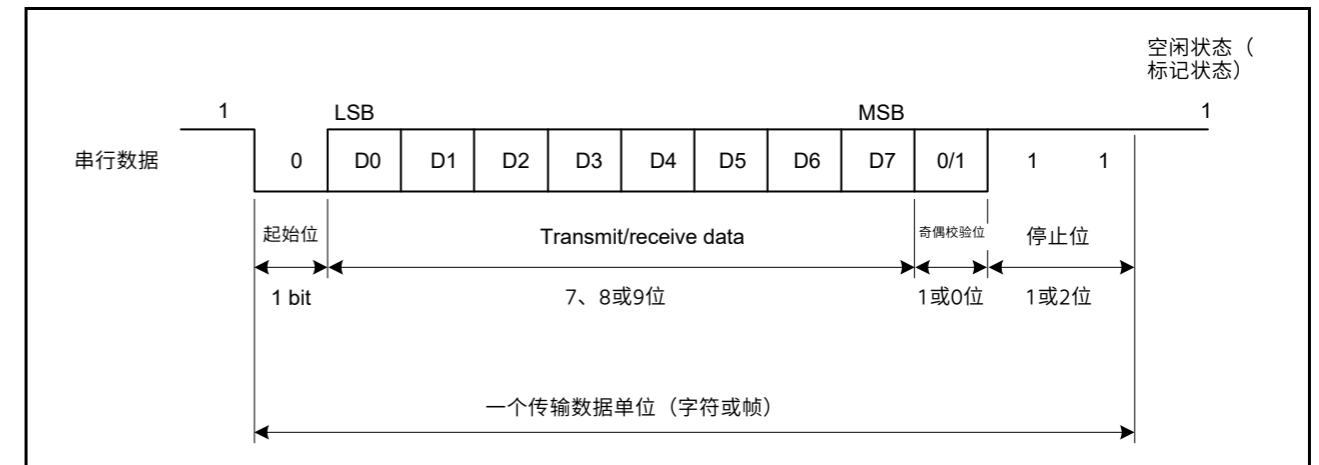 空闲状态（
标记状态）
1 LSB MSB 1
串行数据 0 D0 D1 D2 D3 D4 D5 D6 D7 0/1 1 1
起始位 Transmit/receive data 奇偶校验位 停止位
1 bit 7、8或9位 1或0位 1或2位
一个传输数据单位（字符或帧）